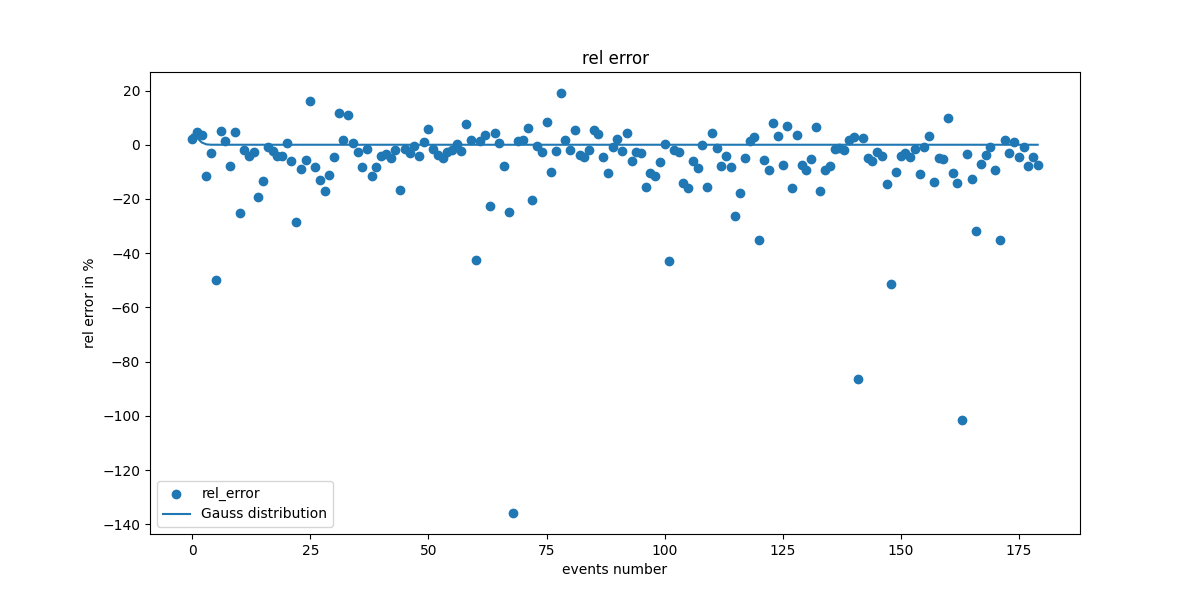 rel error
20
0
−20
−40
−60
−80
−100
−120
−140
rel error in %
rel_error
Gauss distribution
0 25 50 75 100 125 150 175
events number